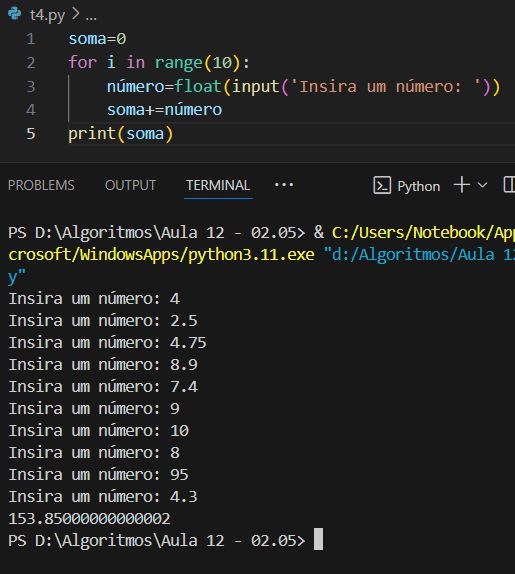 t4.py > ...
1 soma=0
2 for i in range(10):
3 número=float(input('Insira um número: '))
4 soma+=número
5 print(soma)
PROBLEMS OUTPUT TERMINAL ... Python
PS D:\Algoritmos\Aula 12 - 02.05> & C:/Users/Notebook/App
crosoft/WindowsApps/python3.11.exe "d:/Algoritmos/Aula 12
y"
Insira um número: 4
Insira um número: 2.5
Insira um número: 4.75
Insira um número: 8.9
Insira um número: 7.4
Insira um número: 9
Insira um número: 10
Insira um número: 8
Insira um número: 95
Insira um número: 4.3
153.85000000000002
PS D:\Algoritmos\Aula 12 - 02.05>